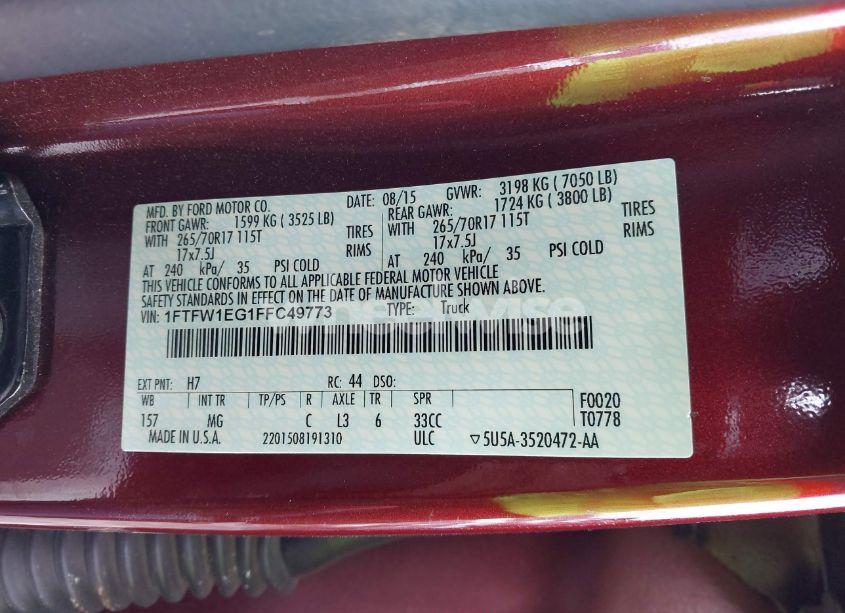 MFD. BY FORD MOTOR CO. DATE: 08/15 GVWR: 3198 KG ( 7050 LB)
FRONT GAWR: 1599 KG ( 3525 LB) REAR GAWR: 1724 KG ( 3800 LB)
WITH 265/70R17 115T TIRES WITH 265/70R17 115T TIRES
17x7.5J RIMS 17x7.5J RIMS
AT 240 kPa/ 35 PSI COLD AT 240 kPa/ 35 PSI COLD
THIS VEHICLE CONFORMS TO ALL APPLICABLE FEDERAL MOTOR VEHICLE
SAFETY STANDARDS IN EFFECT ON THE DATE OF MANUFACTURE SHOWN ABOVE.
VIN: 1FTFW1EG1FFC49773 TYPE: Truck
EXT PNT: H7 RC: 44 DSO:
WB INT TR TP/PS R AXLE TR SPR F0020
157 MG C L3 6 33CC T0778
MADE IN U.S.A. 2201508191310 ULC ▽5U5A-3520472-AA